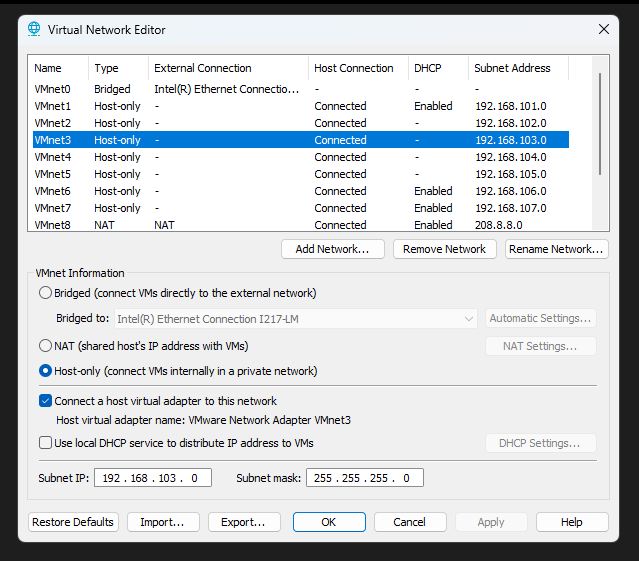 Virtual Network Editor
Name Type External Connection Host Connection DHCP Subnet Address
VMnet0 Bridged Intel(R) Ethernet Connectio... - - -
VMnet1 Host-only - Connected Enabled 192.168.101.0
VMnet2 Host-only - Connected - 192.168.102.0
VMnet3 Host-only - Connected - 192.168.103.0
VMnet4 Host-only - Connected - 192.168.104.0
VMnet5 Host-only - Connected - 192.168.105.0
VMnet6 Host-only - Connected Enabled 192.168.106.0
VMnet7 Host-only - Connected Enabled 192.168.107.0
VMnet8 NAT NAT Connected Enabled 208.8.8.0
Add Network... Remove Network Rename Network...
VMnet Information
Bridged (connect VMs directly to the external network)
Bridged to: Intel(R) Ethernet Connection I217-LM Automatic Settings...
NAT (shared host's IP address with VMs) NAT Settings...
Host-only (connect VMs internally in a private network)
Connect a host virtual adapter to this network
Host virtual adapter name: VMware Network Adapter VMnet3
Use local DHCP service to distribute IP address to VMs DHCP Settings...
Subnet IP: 192 . 168 . 103 . 0 Subnet mask: 255 . 255 . 255 . 0
Restore Defaults Import... Export... OK Cancel Apply Help